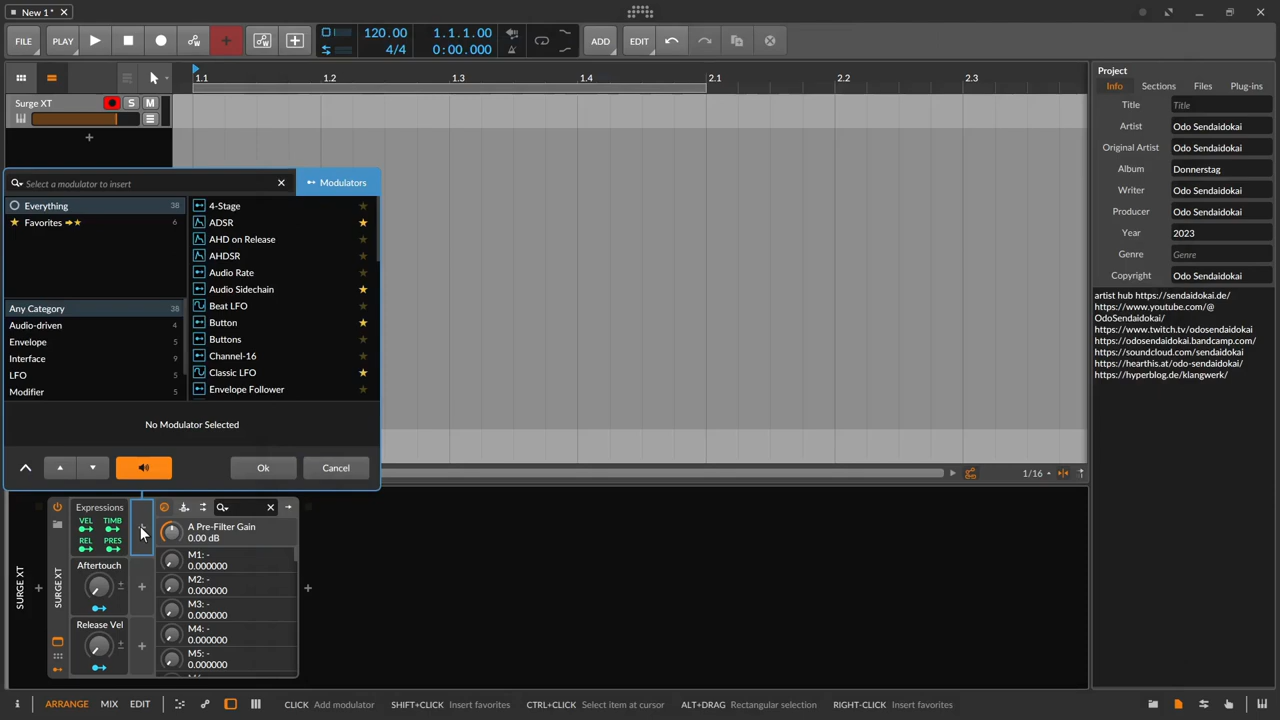 New 1 *
FILE
PLAY
120.00
4/4
1.1.1.00
0:00.000
ADD
EDIT
1.1
1.2
1.3
1.4
2.1
2.2
2.3
Surge XT
S
M
Select a modulator to insert
Modulators
Everything 38
Favorites 6
Any Category 38
Audio-driven 4
Envelope 5
Interface 9
LFO 5
Modifier 5
4-Stage
ADSR
AHD on Release
AHDSR
Audio Rate
Audio Sidechain
Beat LFO
Button
Buttons
Channel-16
Classic LFO
Envelope Follower
No Modulator Selected
Ok
Cancel
1/16
SURGE XT
SURGE XT
Expressions
VEL TIMB
REL PRES
Aftertouch
Release Vel
A Pre-Filter Gain
0.00 dB
M1: -
0.000000
M2: -
0.000000
M3: -
0.000000
M4: -
0.000000
M5: -
0.000000
Project
Info
Sections
Files
Plug-ins
Title Title
Artist Odo Sendaidokai
Original Artist Odo Sendaidokai
Album Donnerstag
Writer Odo Sendaidokai
Producer Odo Sendaidokai
Year 2023
Genre Genre
Copyright Odo Sendaidokai
artist hub https://sendaidokai.de/
https://www.youtube.com/@
OdoSendaidokai/
https://www.twitch.tv/odosendaidokai
https://odosendaidokai.bandcamp.com/
https://soundcloud.com/sendaidokai
https://hearthis.at/odo-sendaidokai/
https://hyperblog.de/klangwerk/
ARRANGE
MIX
EDIT
CLICK Add modulator
SHIFT+CLICK Insert favorites
CTRL+CLICK Select item at cursor
ALT+DRAG Rectangular selection
RIGHT-CLICK Insert favorites